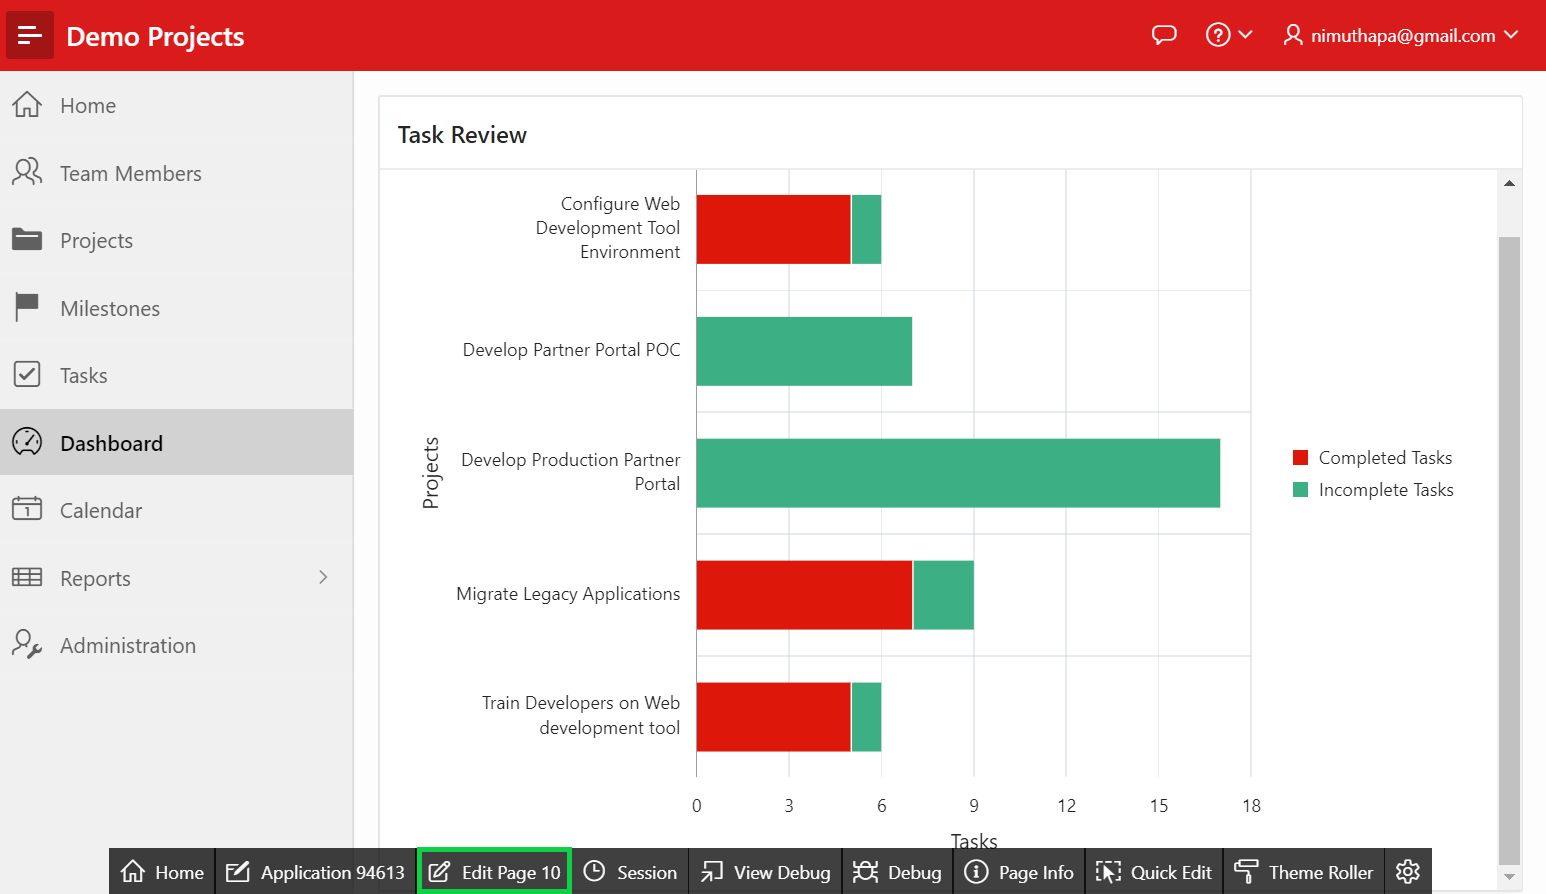 Demo Projects
nimuthapa@gmail.com
Home
Team Members
Projects
Milestones
Tasks
Dashboard
1
Calendar
Reports
Administration
Task Review
Configure Web
Development Tool
Environment
Develop Partner Portal POC
Develop Production Partner
Portal
Migrate Legacy Applications
Train Developers on Web
development tool
Projects
0 3 6 9 12 15 18
Tasks
Completed Tasks
Incomplete Tasks
Home Application 94613 Edit Page 10 Session View Debug Debug Page Info Quick Edit Theme Roller